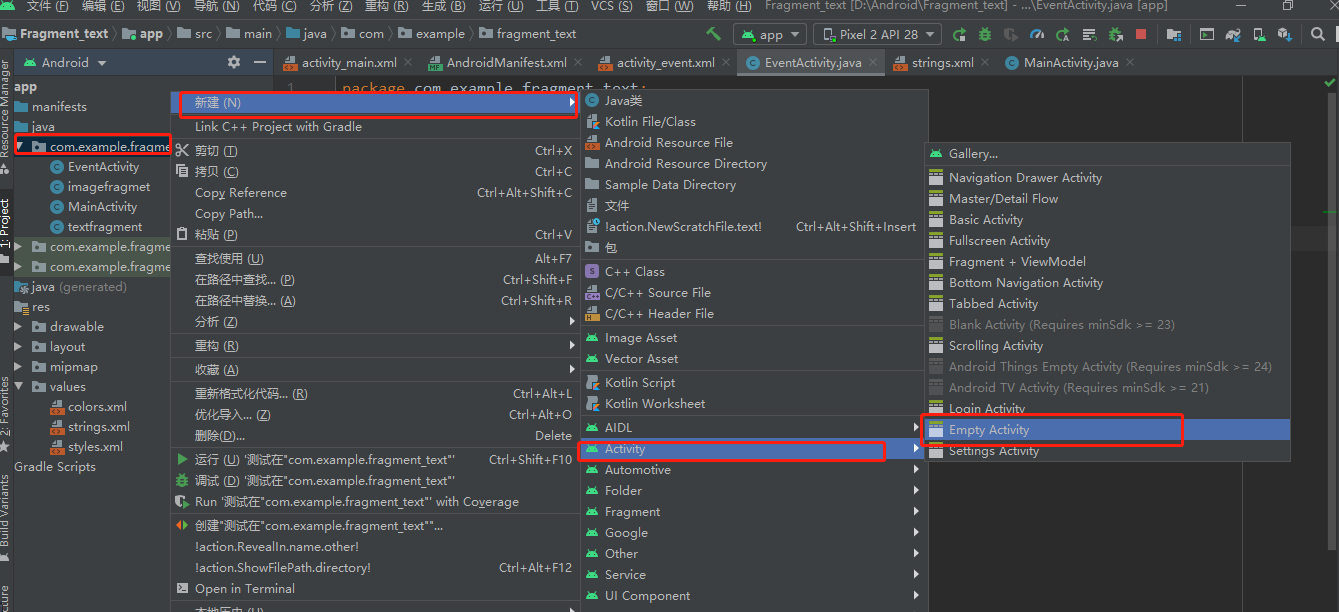 文件 (F) 编辑 (E) 视图 (V) 导航 (N) 代码 (C) 分析 (Z) 重构 (R) 生成 (B) 运行 (U) 工具 (T) VCS (S) 窗口 (W) 帮助 (H) Fragment_text [D:\Android\Fragment_text] - ...\EventActivity.java [app]
Fragment_text app src main java com example fragment_text app Pixel 2 API 28
Android
activity_main.xml AndroidManifest.xml activity_event.xml EventActivity.java strings.xml MainActivity.java
Resource Manager
1: Project
2: Favorites
Build Variants
app
manifests
java
com.example.fragme
EventActivity
imagefragmet
MainActivity
textfragment
com.example.fragme
com.example.fragme
java (generated)
res
drawable
layout
mipmap
values
colors.xml
strings.xml
styles.xml
Gradle Scripts
1 package com.example.fragment_text;
新建 (N)
Link C++ Project with Gradle
剪切 (T) Ctrl+X
拷贝 (C) Ctrl+C
Copy Reference Ctrl+Alt+Shift+C
Copy Path...
粘贴 (P) Ctrl+V
查找使用 (U) Alt+F7
在路径中查找... (P) Ctrl+Shift+F
在路径中替换... (A) Ctrl+Shift+R
分析 (Z)
重构 (R)
收藏 (A)
重新格式化代码... (R) Ctrl+Alt+L
优化导入... (Z) Ctrl+Alt+O
删除(D)... Delete
运行 (U) '测试在"com.example.fragment_text"' Ctrl+Shift+F10
调试 (D) '测试在"com.example.fragment_text"'
Run '测试在"com.example.fragment_text"' with Coverage
创建"测试在"com.example.fragment_text""...
!action.RevealIn.name.other!
!action.ShowFilePath.directory! Ctrl+Alt+F12
Open in Terminal
本地历史 (H)
Java类
Kotlin File/Class
Android Resource File
Android Resource Directory
Sample Data Directory
文件
!action.NewScratchFile.text! Ctrl+Alt+Shift+Insert
包
C++ Class
C/C++ Source File
C/C++ Header File
Image Asset
Vector Asset
Kotlin Script
Kotlin Worksheet
AIDL
Activity
Automotive
Folder
Fragment
Google
Other
Service
UI Component
Gallery...
Navigation Drawer Activity
Master/Detail Flow
Basic Activity
Fullscreen Activity
Fragment + ViewModel
Bottom Navigation Activity
Tabbed Activity
Blank Activity (Requires minSdk >= 23)
Scrolling Activity
Android Things Empty Activity (Requires minSdk >= 24)
Android TV Activity (Requires minSdk >= 21)
Login Activity
Empty Activity
Settings Activity